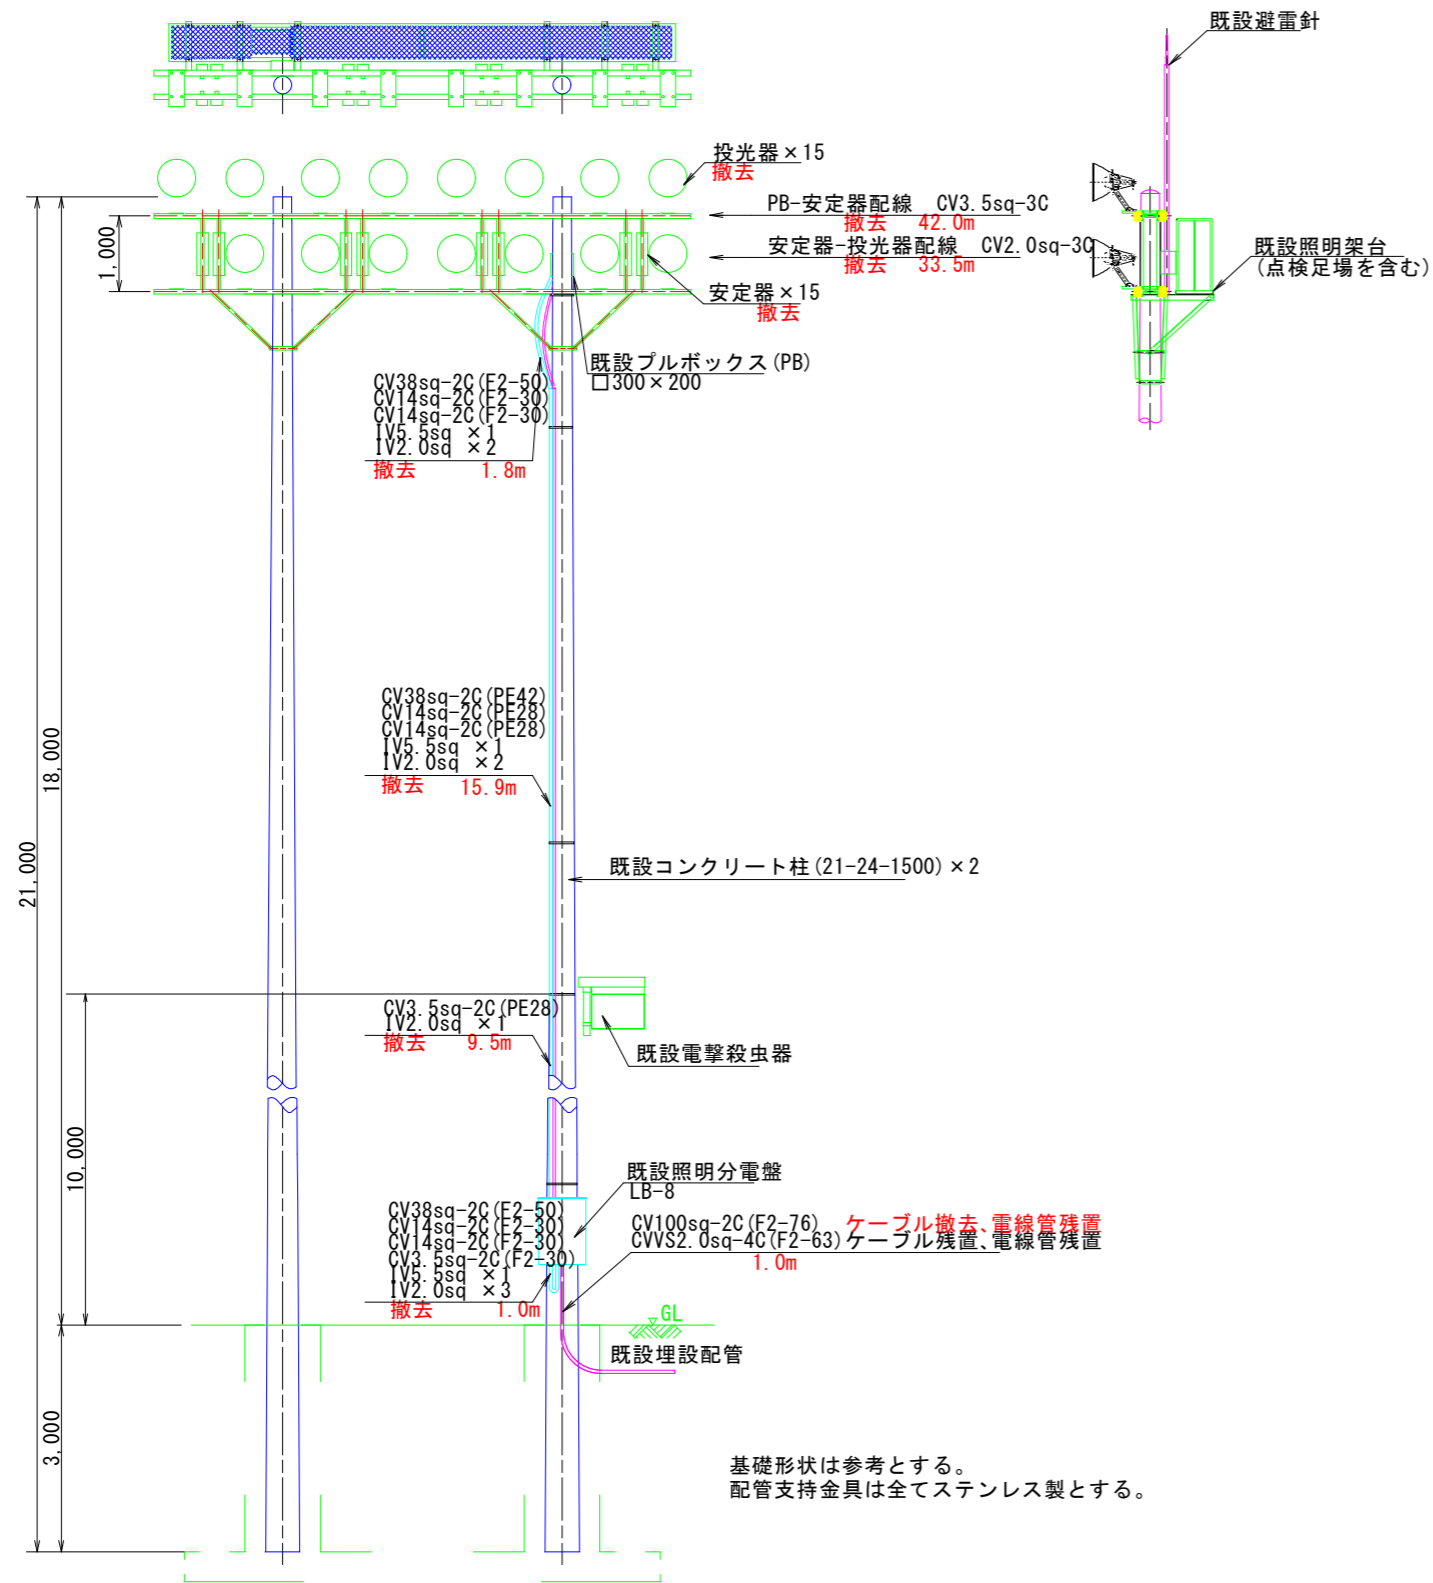 既設避雷針
投光器×15
撤去
PB-安定器配線 CV3.5sq-3C
撤去 42.0m
安定器-投光器配線 CV2.0sq-3C
撤去 33.5m
安定器×15
撤去
既設照明架台
(点検足場を含む)
1,000
既設プルボックス(PB)
□300×200
CV38sq-2C(F2-50)
CV14sq-2C(F2-30)
CV14sq-2C(F2-30)
IV5.5sq ×1
IV2.0sq ×2
撤去 1.8m
CV38sq-2C(PE42)
CV14sq-2C(PE28)
CV14sq-2C(PE28)
IV5.5sq ×1
IV2.0sq ×2
撤去 15.9m
18,000
21,000
既設コンクリート柱(21-24-1500)×2
CV3.5sq-2C(PE28)
IV2.0sq ×1
撤去 9.5m
既設電撃殺虫器
10,000
既設照明分電盤
LB-8
CV38sq-2C(F2-50)
CV14sq-2C(F2-30)
CV14sq-2C(F2-30)
CV3.5sq-2C(F2-30)
IV5.5sq ×1
IV2.0sq ×3
撤去 1.0m
CV100sq-2C(F2-76) ケーブル撤去、電線管残置
CVVS2.0sq-4C(F2-63)ケーブル残置、電線管残置
1.0m
GL
既設埋設配管
3,000
基礎形状は参考とする。
配管支持金具は全てステンレス製とする。